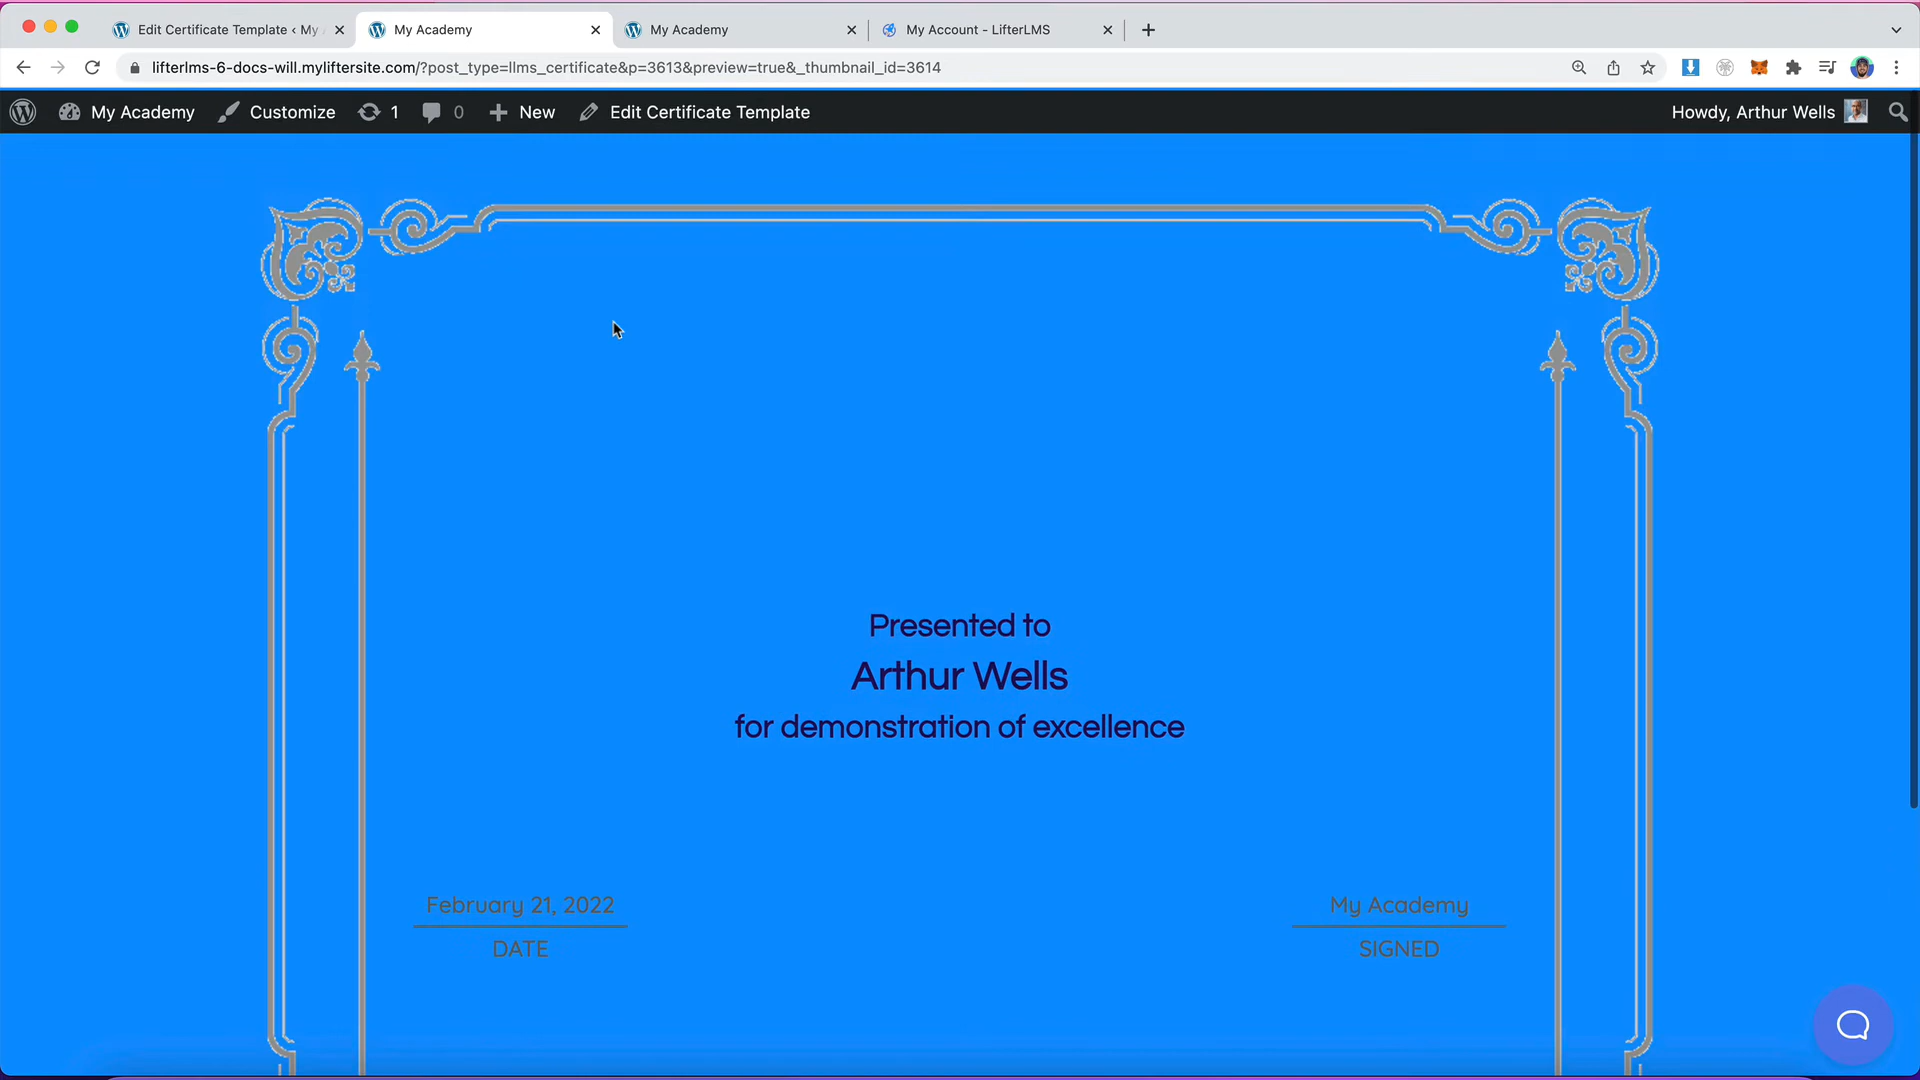 Edit Certificate Template ‹ My
My Academy
My Academy
My Account - LifterLMS
lifterlms-6-docs-will.myliftersite.com/?post_type=llms_certificate&p=3613&preview=true&_thumbnail_id=3614
My Academy
Customize
1
0
New
Edit Certificate Template
Howdy, Arthur Wells
Presented to
Arthur Wells
for demonstration of excellence
February 21, 2022
DATE
My Academy
SIGNED